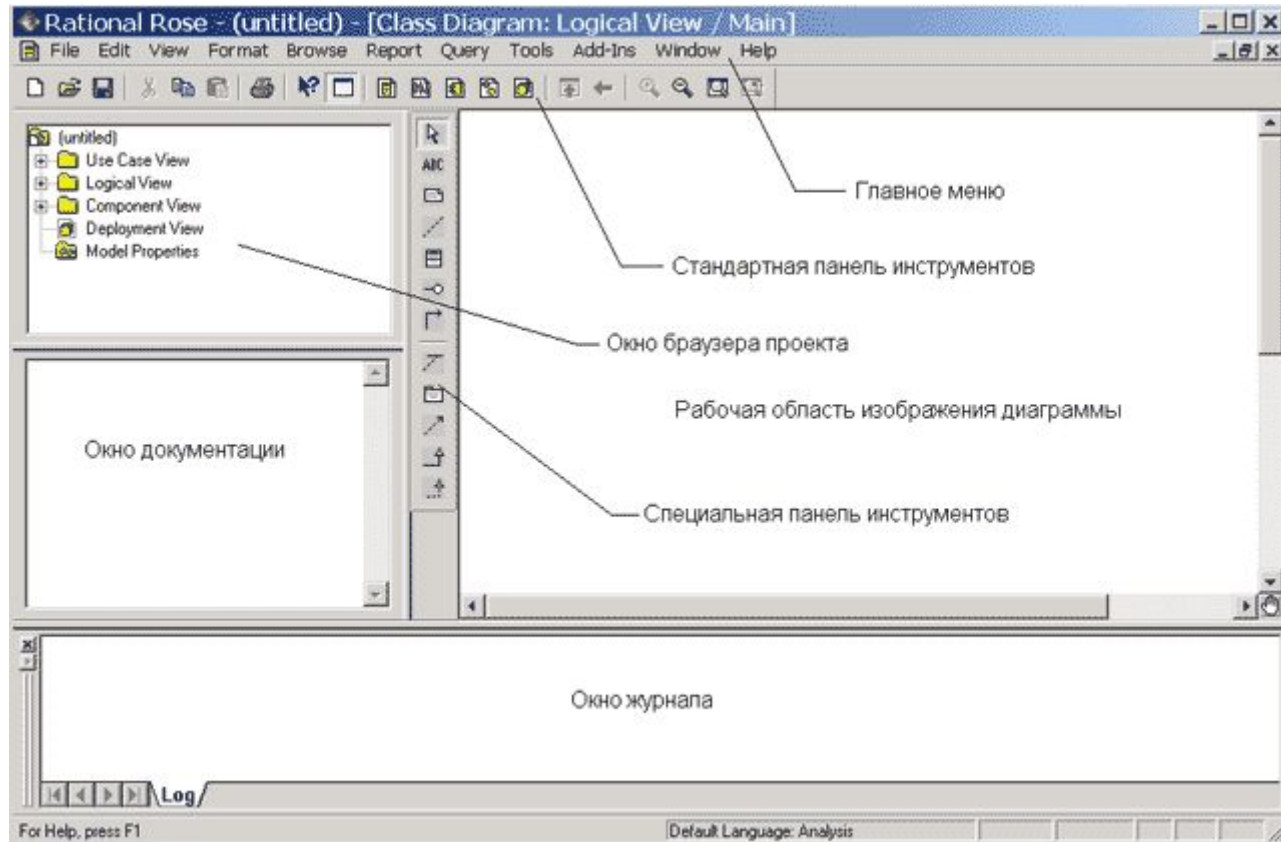 Rational Rose - (untitled) - [Class Diagram: Logical View / Main]
File Edit View Format Browse Report Query Tools Add-Ins Window Help
(untitled)
Use Case View
Logical View
Component View
Deployment View
Model Properties
ABC
Главное меню
Стандартная панель инструментов
Окно браузера проекта
Рабочая область изображения диаграммы
Окно документации
Специальная панель инструментов
Окно журнала
Log
For Help, press F1
Default Language: Analysis